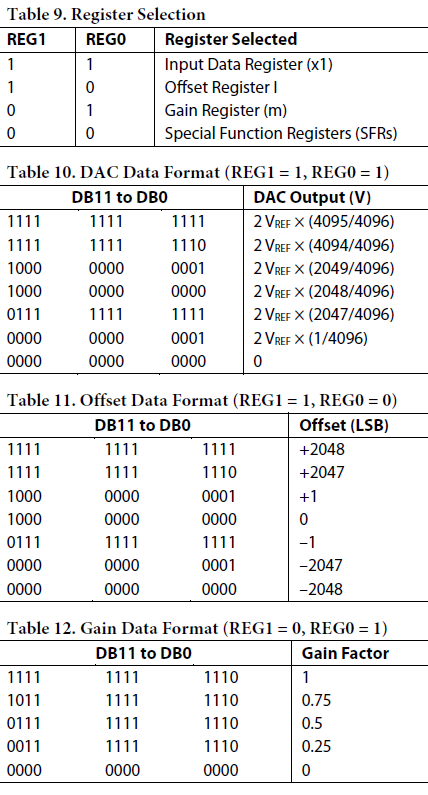 Table 9. Register Selection
REG1 REG0 Register Selected
1 1 Input Data Register (x1)
1 0 Offset Register I
0 1 Gain Register (m)
0 0 Special Function Registers (SFRs)
Table 10. DAC Data Format (REG1 = 1, REG0 = 1)
DB11 to DB0 DAC Output (V)
1111 1111 1111 2 VREF × (4095/4096)
1111 1111 1110 2 VREF × (4094/4096)
1000 0000 0001 2 VREF × (2049/4096)
1000 0000 0000 2 VREF × (2048/4096)
0111 1111 1111 2 VREF × (2047/4096)
0000 0000 0001 2 VREF × (1/4096)
0000 0000 0000 0
Table 11. Offset Data Format (REG1 = 1, REG0 = 0)
DB11 to DB0 Offset (LSB)
1111 1111 1111 +2048
1111 1111 1110 +2047
1000 0000 0001 +1
1000 0000 0000 0
0111 1111 1111 −1
0000 0000 0001 −2047
0000 0000 0000 −2048
Table 12. Gain Data Format (REG1 = 0, REG0 = 1)
DB11 to DB0 Gain Factor
1111 1111 1110 1
1011 1111 1110 0.75
0111 1111 1110 0.5
0011 1111 1110 0.25
0000 0000 0000 0